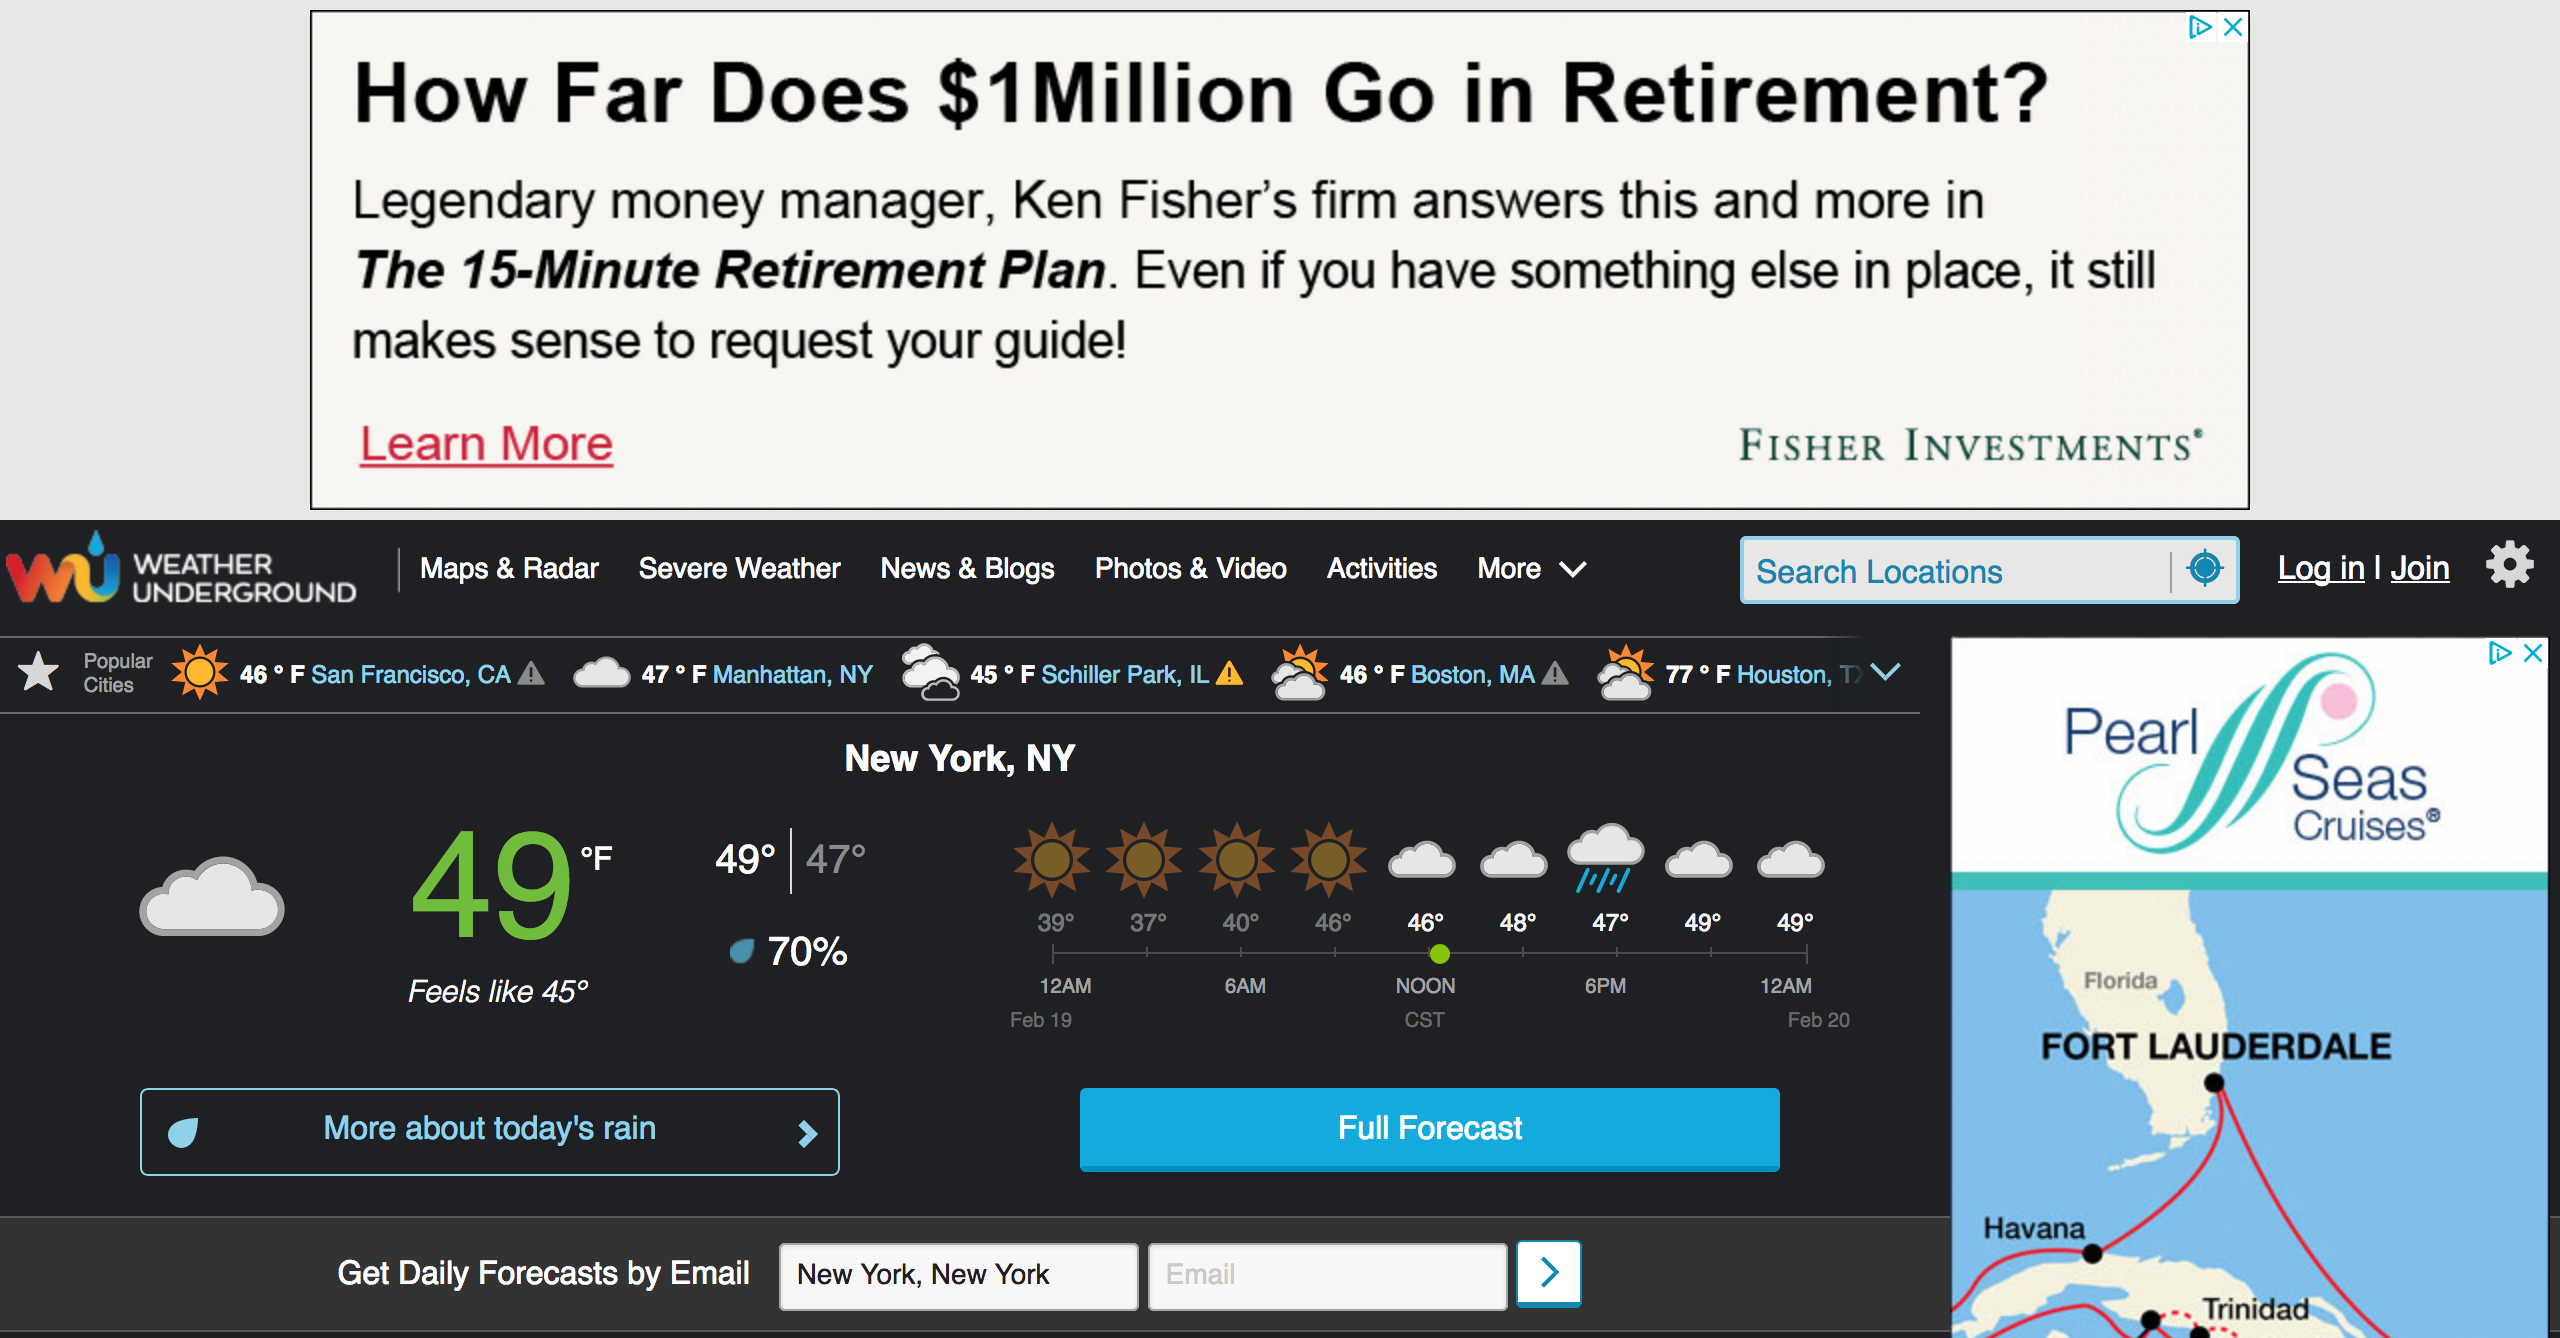 How Far Does $1Million Go in Retirement?
Legendary money manager, Ken Fisher's firm answers this and more in
The 15-Minute Retirement Plan. Even if you have something else in place, it still
makes sense to request your guide!
Learn More
FISHER INVESTMENTS®
WU WEATHER UNDERGROUND
Maps & Radar Severe Weather News & Blogs Photos & Video Activities More
Search Locations
Log in | Join
Popular Cities
46 ° F San Francisco, CA
47 ° F Manhattan, NY
45 ° F Schiller Park, IL
46 ° F Boston, MA
77 ° F Houston, TX
New York, NY
49 °F
Feels like 45°
49° | 47°
70%
39° 37° 40° 46° 46° 48° 47° 49° 49°
12AM 6AM NOON 6PM 12AM
Feb 19 CST Feb 20
More about today's rain
Full Forecast
Get Daily Forecasts by Email
New York, New York
Email
Pearl
Seas
Cruises®
Florida
FORT LAUDERDALE
Havana
Trinidad